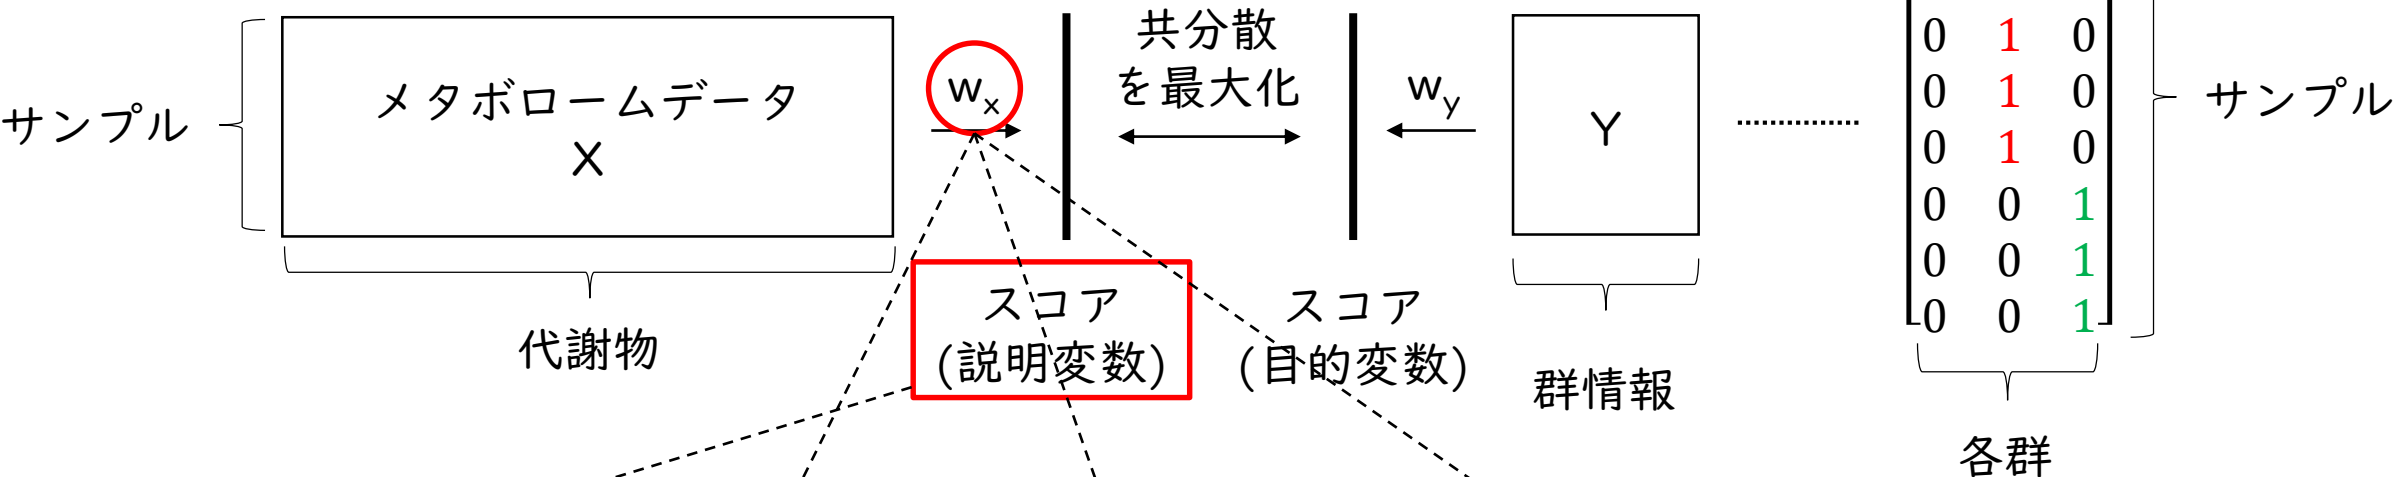 サンプル
メタボロームデータ
X
代謝物
wx
共分散
を最大化
wy
Y
スコア
(説明変数)
スコア
(目的変数)
群情報
0 1 0
0 1 0
0 1 0
0 0 1
0 0 1
0 0 1
サンプル
各群